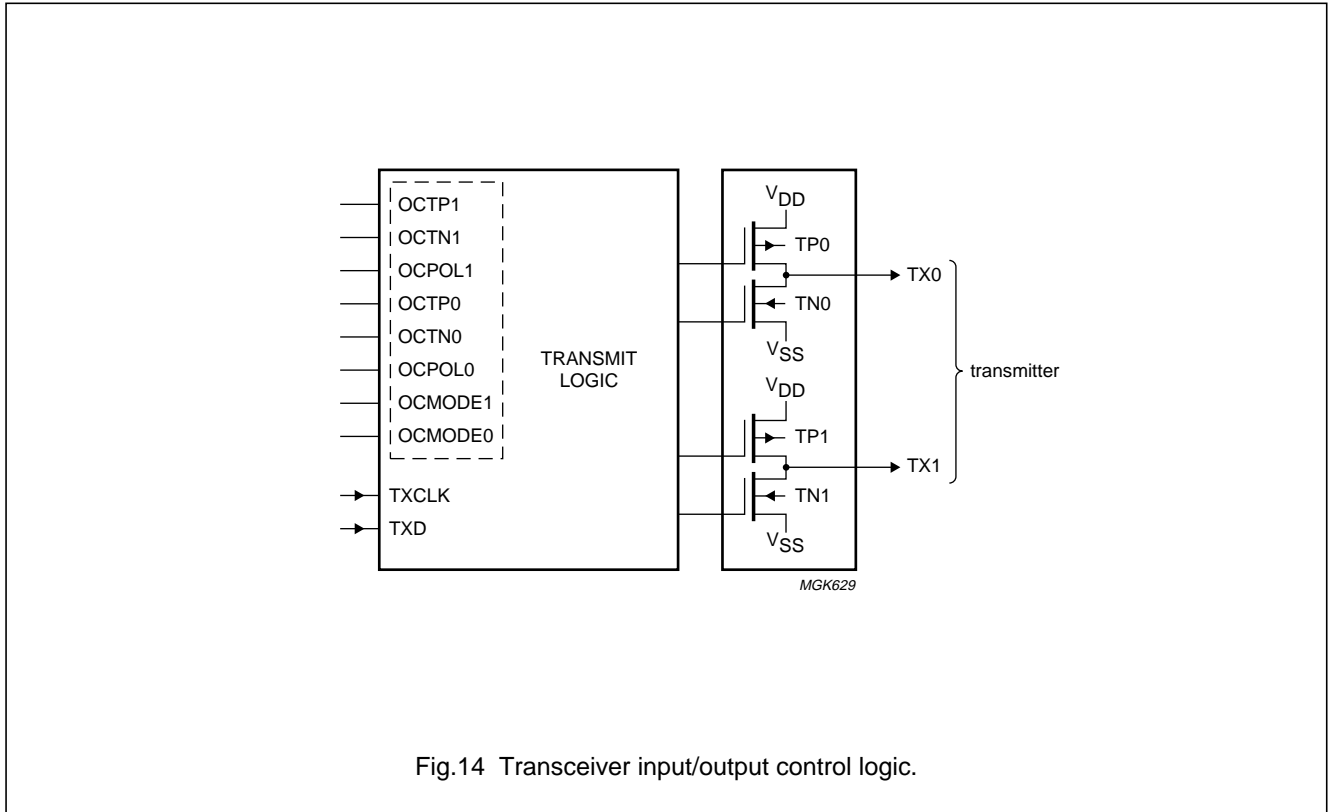 OCTP1
OCTN1
OCPOL1
OCTP0
OCTN0
OCPOL0
OCMODE1
OCMODE0
TXCLK
TXD
TRANSMIT
LOGIC
VDD
TP0
TX0
TN0
VSS
VDD
TP1
TX1
TN1
VSS
transmitter
MGK629
Fig.14 Transceiver input/output control logic.